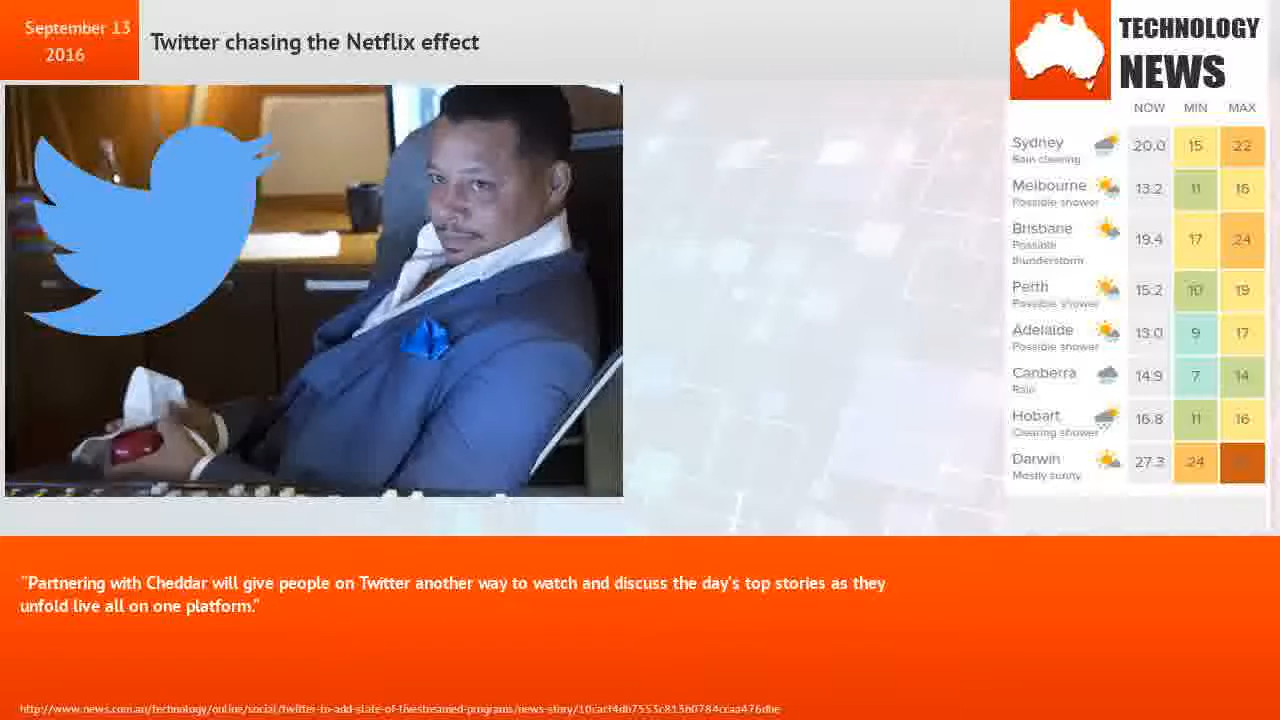 September 13
2016
Twitter chasing the Netflix effect
TECHNOLOGY
NEWS
NOW MIN MAX
Sydney 20.0 15 22
Rain clearing
Melbourne 13.2 11 16
Possible shower
Brisbane 19.4 17 24
Possible
thunderstorm
Perth 15.2 10 19
Possible shower
Adelaide 13.0 9 17
Possible shower
Canberra 14.9 7 14
Rain
Hobart 16.8 11 16
Clearing shower
Darwin 27.3 24
Mostly sunny
"Partnering with Cheddar will give people on Twitter another way to watch and discuss the day's top stories as they
unfold live all on one platform."